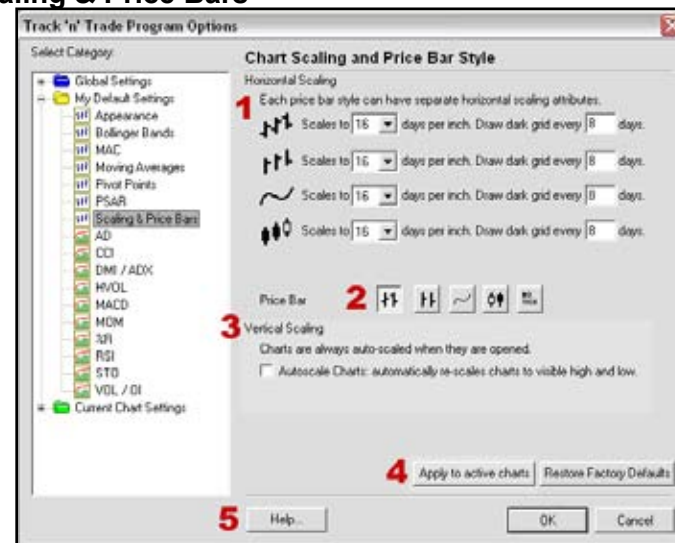 aling & Price Bars
Track 'n' Trade Program Options
Select Category:
Global Settings
My Default Settings
Appearance
Bollinger Bands
MAC
Moving Averages
Pivot Points
PSAR
Scaling & Price Bars
AD
CCI
DMI / ADX
HVOL
MACD
MOM
%R
RSI
STO
VOL / OI
Current Chart Settings
Chart Scaling and Price Bar Style
Horizontal Scaling
1 Each price bar style can have separate horizontal scaling attributes.
Scales to 16 days per inch. Draw dark grid every 8 days.
Scales to 16 days per inch. Draw dark grid every 8 days.
Scales to 16 days per inch. Draw dark grid every 8 days.
Scales to 16 days per inch. Draw dark grid every 8 days.
Price Bar 2
3 Vertical Scaling
Charts are always auto-scaled when they are opened.
Autoscale Charts: automatically re-scales charts to visible high and low.
4 Apply to active charts Restore Factory Defaults
5 Help... OK Cancel